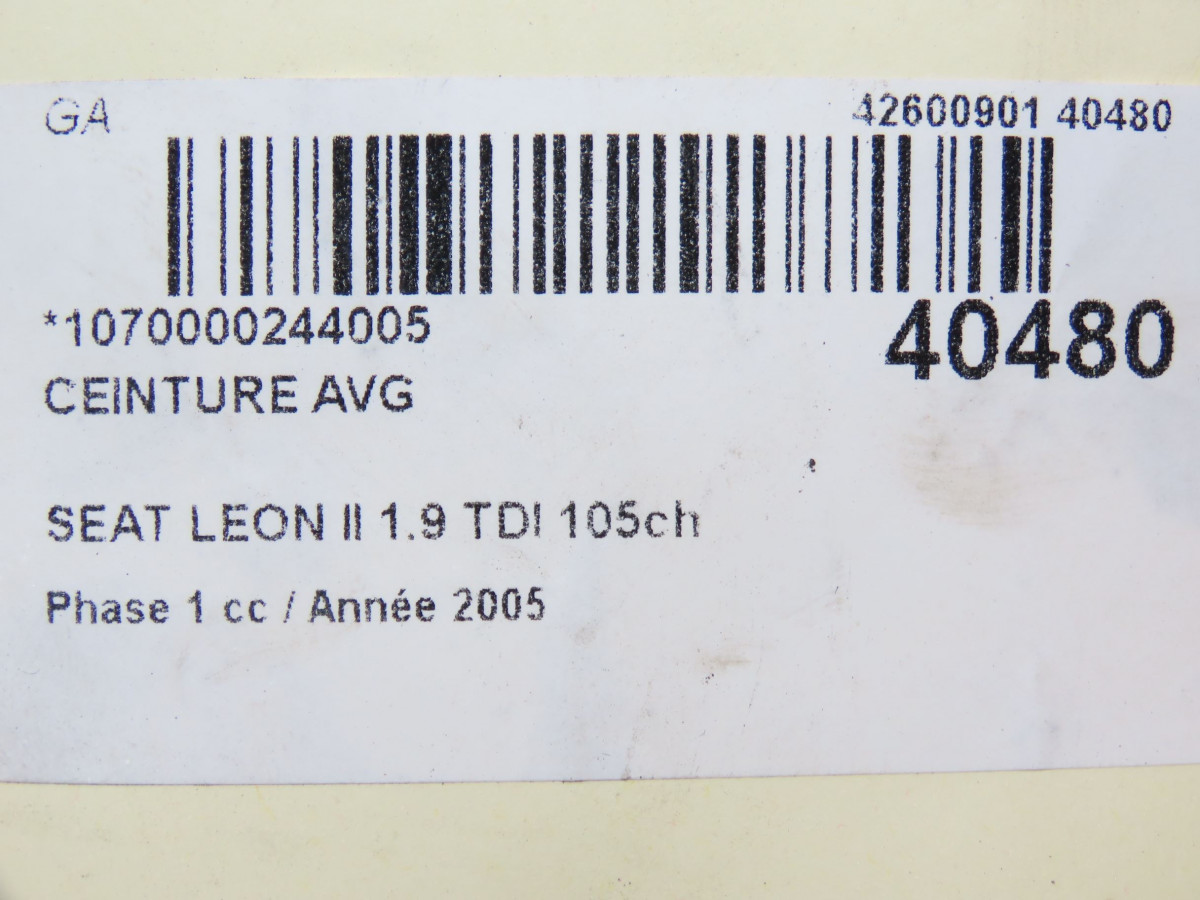 GA 42600901 40480
*1070000244005 40480
CEINTURE AVG
SEAT LEON II 1.9 TDI 105ch
Phase 1 cc / Année 2005